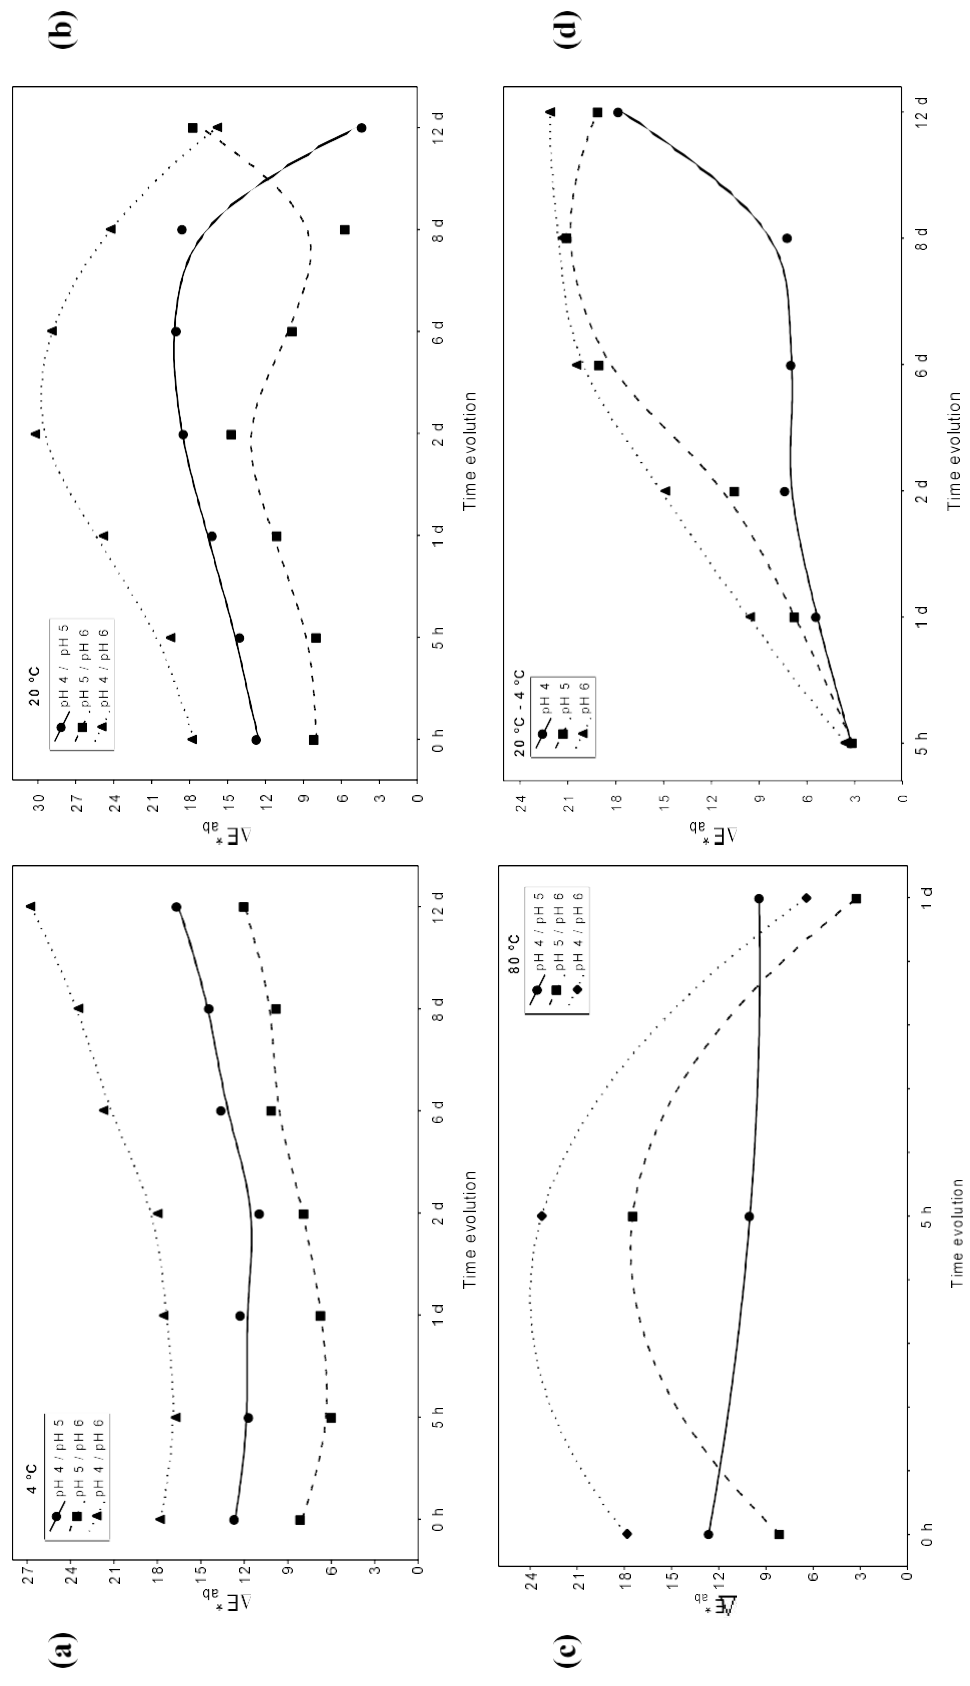 (a)
4 ºC
pH 4 / pH 5
pH 5 / pH 6
pH 4 / pH 6
ΔE*ab
27
24
21
18
15
12
9
6
3
0
0 h
5 h
1 d
2 d
6 d
8 d
12 d
Time evolution
(b)
20 ºC
pH 4 / pH 5
pH 5 / pH 6
pH 4 / pH 6
ΔE*ab
30
27
24
21
18
15
12
9
6
3
0
0 h
5 h
1 d
2 d
6 d
8 d
12 d
Time evolution
(c)
80 ºC
pH 4 / pH 5
pH 5 / pH 6
pH 4 / pH 6
ΔE*ab
24
21
18
15
12
9
6
3
0
0 h
5 h
1 d
Time evolution
(d)
20 ºC - 4 ºC
pH 4
pH 5
pH 6
ΔE*ab
24
21
18
15
12
9
6
3
0
5 h
1 d
2 d
6 d
8 d
12 d
Time evolution